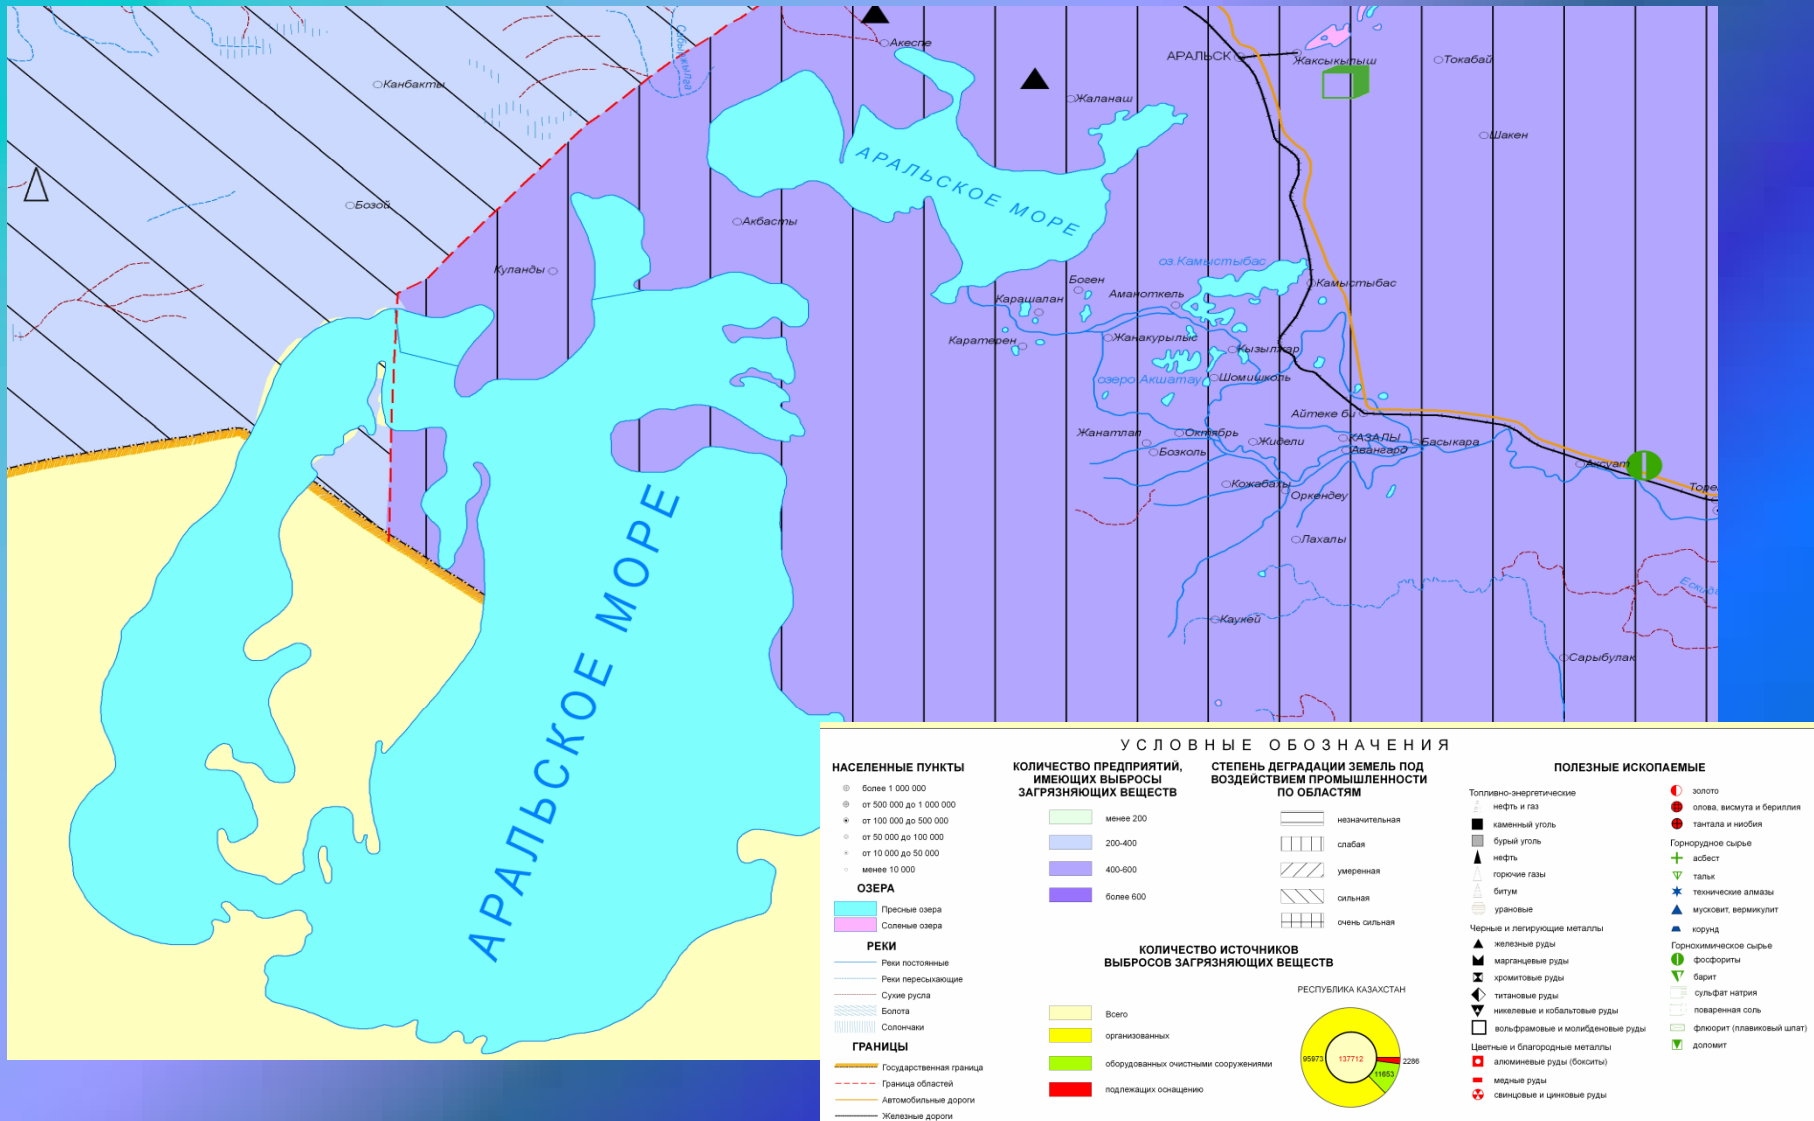 Акеспе
АРАЛЬСК
Жаксыкылыш
Токабай
Канбакты
Жаланаш
Шакен
АРАЛЬСКОЕ МОРЕ
Бозой
Акбасты
Куланды
оз.Камыстыбас
Боген
Камыстыбас
Карашалан
Аманоткель
Каратерен
Жанакурылыс
Кызылжар
озеро Акшатау
Шомишколь
Айтеке би
Жанатлап
Октябрь
Жидели
КАЗАЛЫ
Басыкара
Бозколь
Авангард
Аксуат
Кожабахы
Оркендеу
Торе
Лахалы
Каукей
Сарыбулак
АРАЛЬСКОЕ МОРЕ
УСЛОВНЫЕ ОБОЗНАЧЕНИЯ
НАСЕЛЕННЫЕ ПУНКТЫ
более 1 000 000
от 500 000 до 1 000 000
от 100 000 до 500 000
от 50 000 до 100 000
от 10 000 до 50 000
менее 10 000
ОЗЕРА
Пресные озера
Соленые озера
РЕКИ
Реки постоянные
Реки пересыхающие
Сухие русла
Болота
Солончаки
ГРАНИЦЫ
Государственная граница
Граница областей
Автомобильные дороги
Железные дороги
КОЛИЧЕСТВО ПРЕДПРИЯТИЙ,
ИМЕЮЩИХ ВЫБРОСЫ
ЗАГРЯЗНЯЮЩИХ ВЕЩЕСТВ
менее 200
200-400
400-600
более 600
СТЕПЕНЬ ДЕГРАДАЦИИ ЗЕМЕЛЬ ПОД
ВОЗДЕЙСТВИЕМ ПРОМЫШЛЕННОСТИ
ПО ОБЛАСТЯМ
незначительная
слабая
умеренная
сильная
очень сильная
КОЛИЧЕСТВО ИСТОЧНИКОВ
ВЫБРОСОВ ЗАГРЯЗНЯЮЩИХ ВЕЩЕСТВ
Всего
организованных
оборудованных очистными сооружениями
подлежащих оснащению
РЕСПУБЛИКА КАЗАХСТАН
95973
137712
2286
11653
ПОЛЕЗНЫЕ ИСКОПАЕМЫЕ
Топливно-энергетические
нефть и газ
каменный уголь
бурый уголь
нефть
горючие газы
битум
урановые
Черные и легирующие металлы
железные руды
марганцевые руды
хромитовые руды
титановые руды
никелевые и кобальтовые руды
вольфрамовые и молибденовые руды
Цветные и благородные металлы
алюминевые руды (бокситы)
медные руды
свинцовые и цинковые руды
золото
олова, висмута и бериллия
тантала и ниобия
Горнорудное сырье
асбест
тальк
технические алмазы
мусковит, вермикулит
корунд
Горнохимическое сырье
фосфориты
барит
сульфат натрия
поваренная соль
флюорит (плавиковый шпат)
доломит